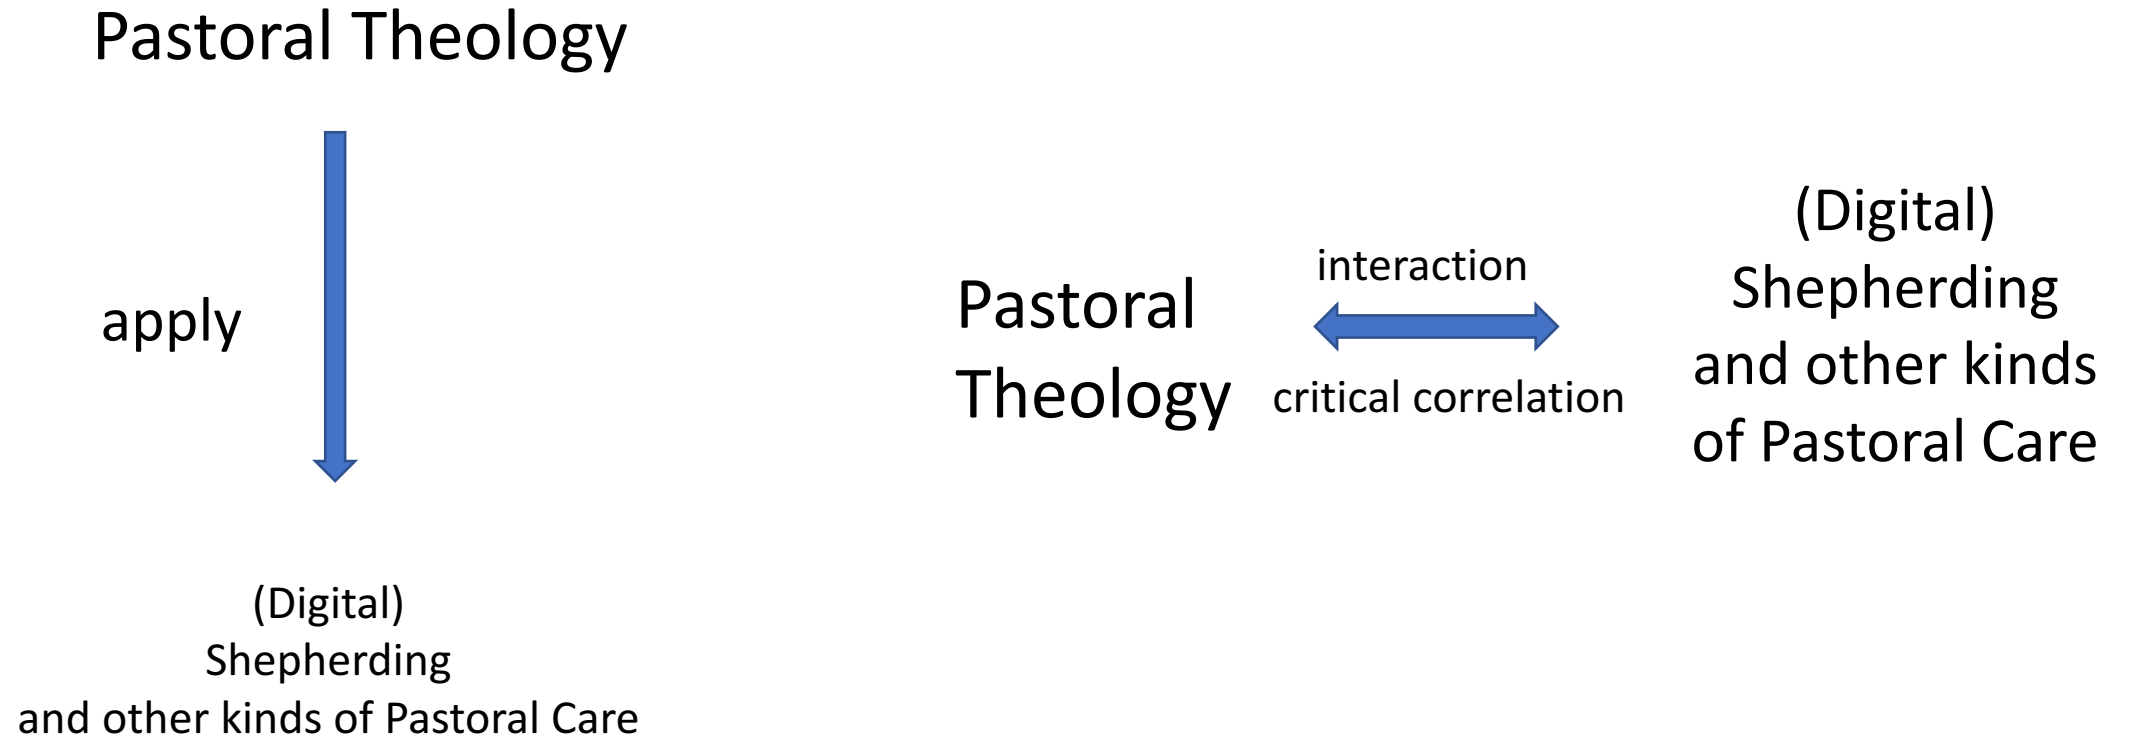 Pastoral Theology
apply
(Digital)
Shepherding
and other kinds of Pastoral Care
Pastoral
Theology
interaction
critical correlation
(Digital)
Shepherding
and other kinds
of Pastoral Care